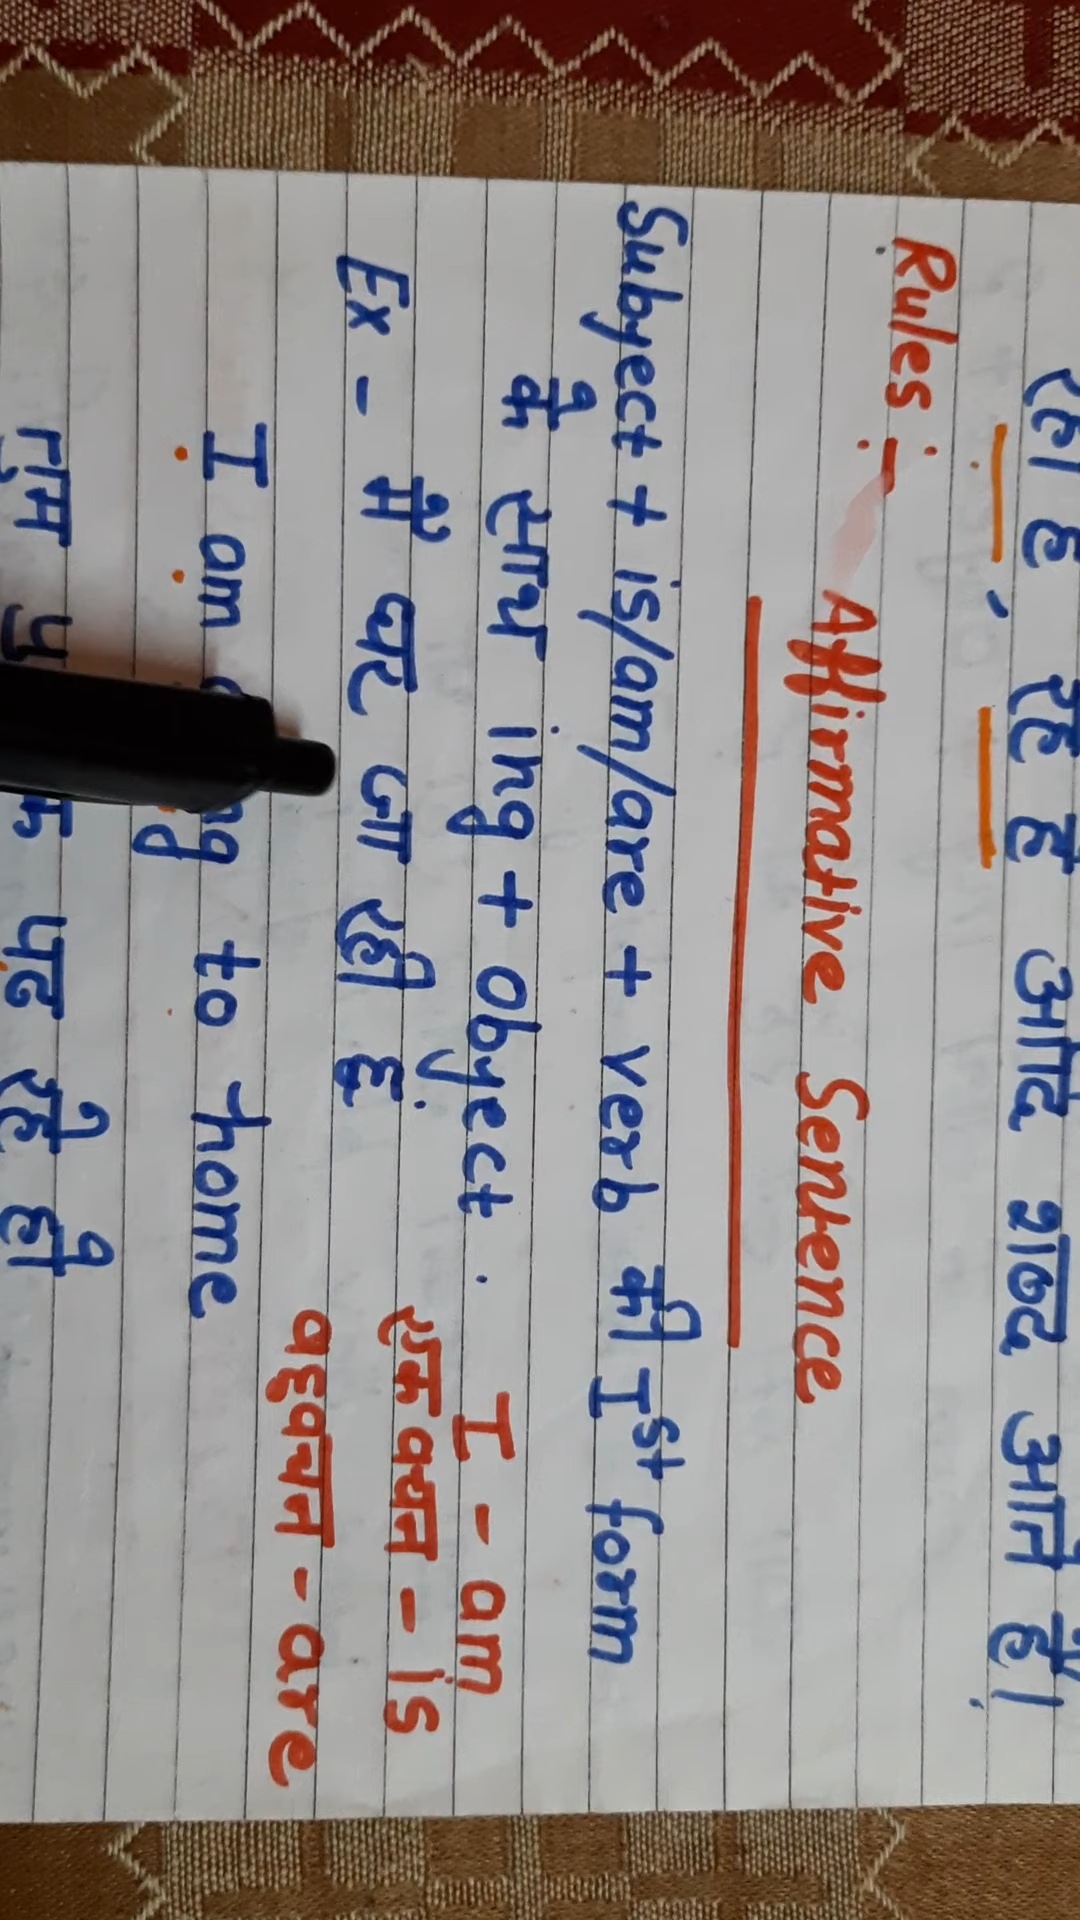 रहा है, रहे हैं आदि शब्द आते हैं।
Rules :- Affirmative Sentence
Subject + is/am/are + verb की Ist form
के साथ ing + Object.
I - am
Ex - मैं घर जा रही हूं
एकवचन - is
I am to home
बहुवचन - are
तुम पढ़ रहे हो